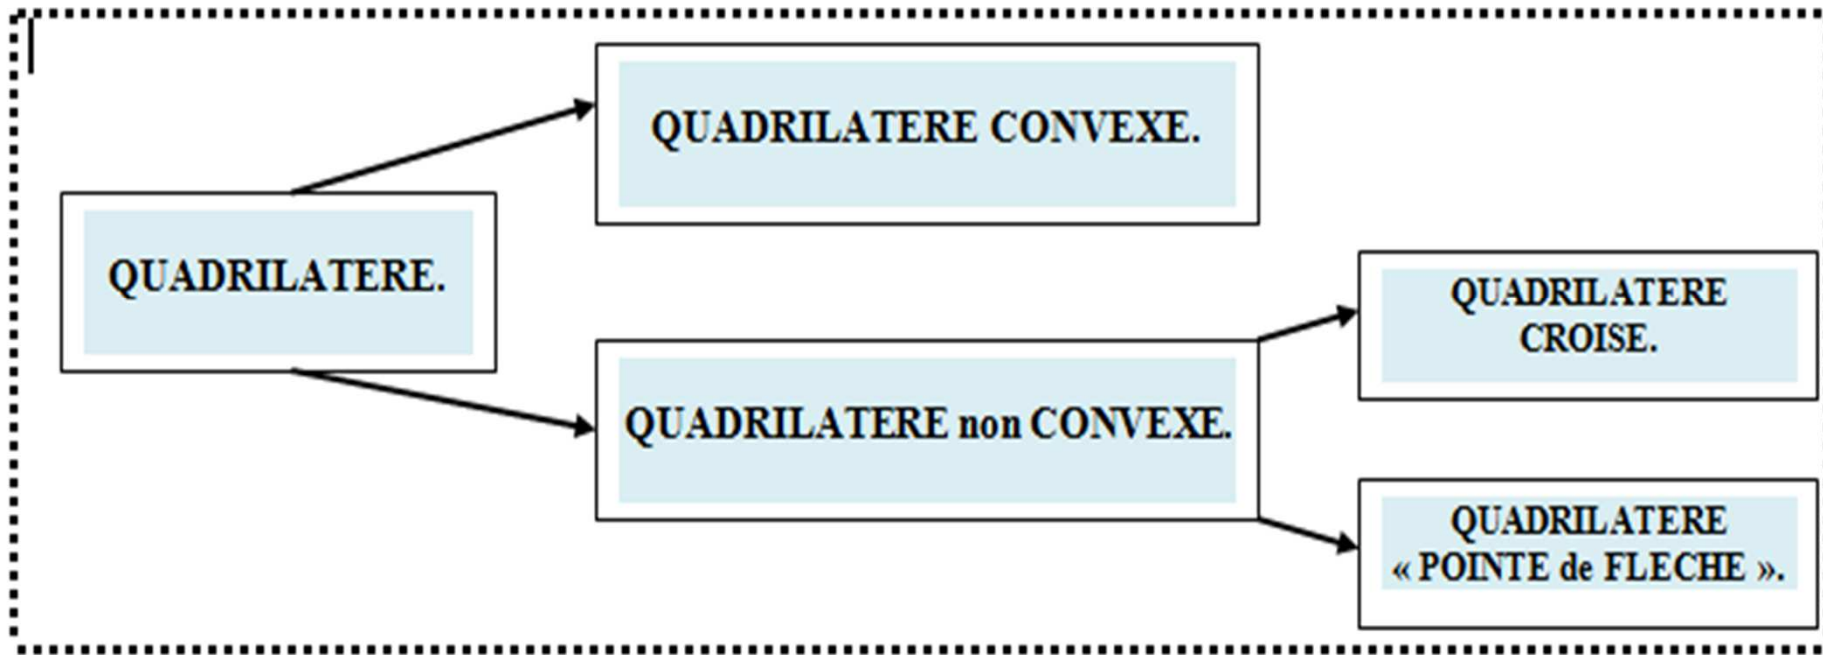 QUADRILATERE CONVEXE.
QUADRILATERE.
QUADRILATERE non CONVEXE.
QUADRILATERE
CROISE.
QUADRILATERE
« POINTE de FLECHE ».